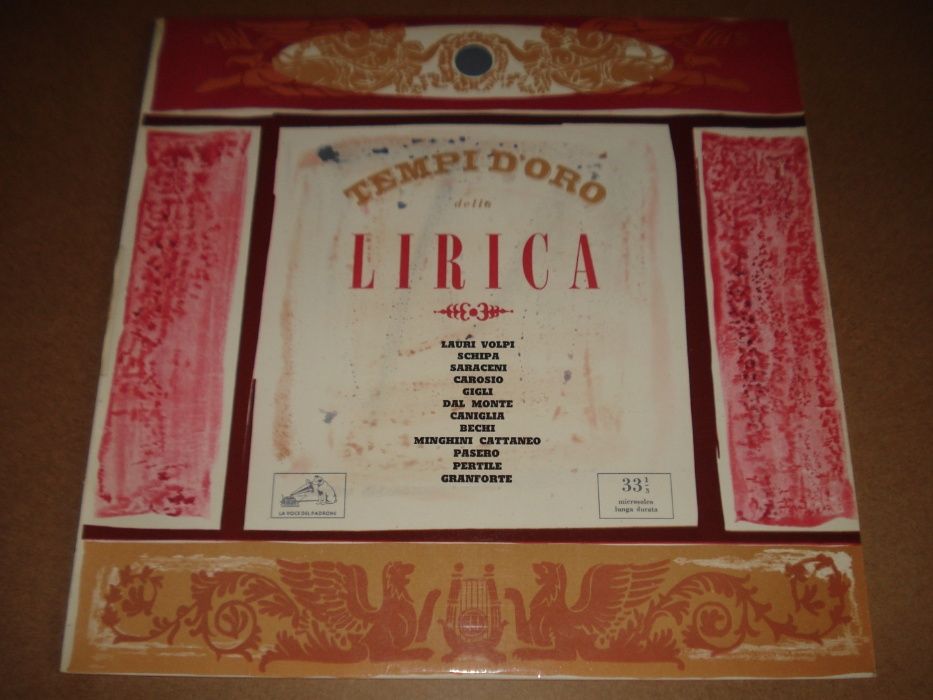 TEMPI D'ORO
della
LIRICA
LAURI VOLPI
SCHIPA
SARACENI
CAROSIO
GIGLI
DAL MONTE
CANIGLIA
BECHI
MINGHINI CATTANEO
PASERO
PERTILE
GRANFORTE
LA VOCE DEL PADRONE
33 1/3
microsolco
lunga durata